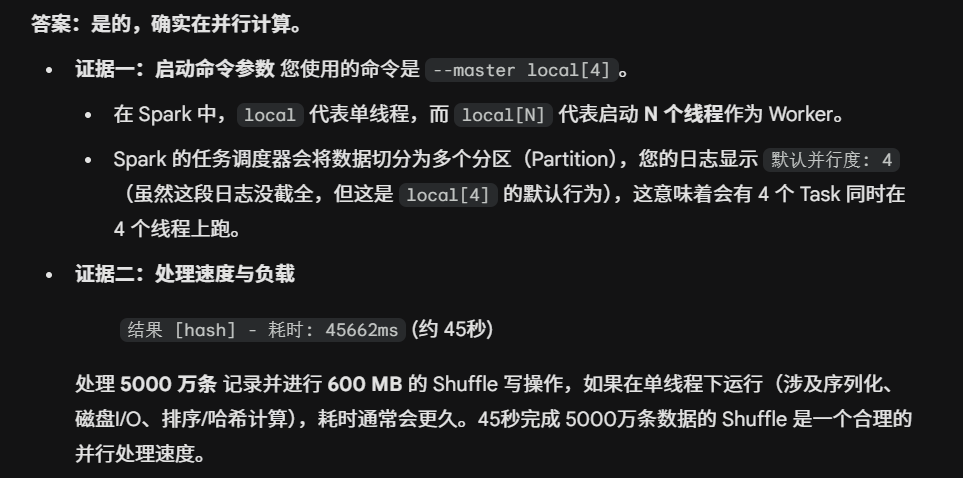 答案：是的，确实在并行计算。
• 证据一：启动命令参数 您使用的命令是 --master local[4]。
• 在 Spark 中，local 代表单线程，而 local[N] 代表启动 N 个线程作为 Worker。
• Spark 的任务调度器会将数据切分为多个分区（Partition），您的日志显示 默认并行度: 4
（虽然这段日志没截全，但这是 local[4] 的默认行为），这意味着会有 4 个 Task 同时在
4 个线程上跑。
• 证据二：处理速度与负载
结果 [hash] - 耗时: 45662ms (约 45秒)
处理 5000 万条 记录并进行 600 MB 的 Shuffle 写操作，如果在单线程下运行（涉及序列化、
磁盘I/O、排序/哈希计算），耗时通常会更久。45秒完成 5000万条数据的 Shuffle 是一个合理的
并行处理速度。